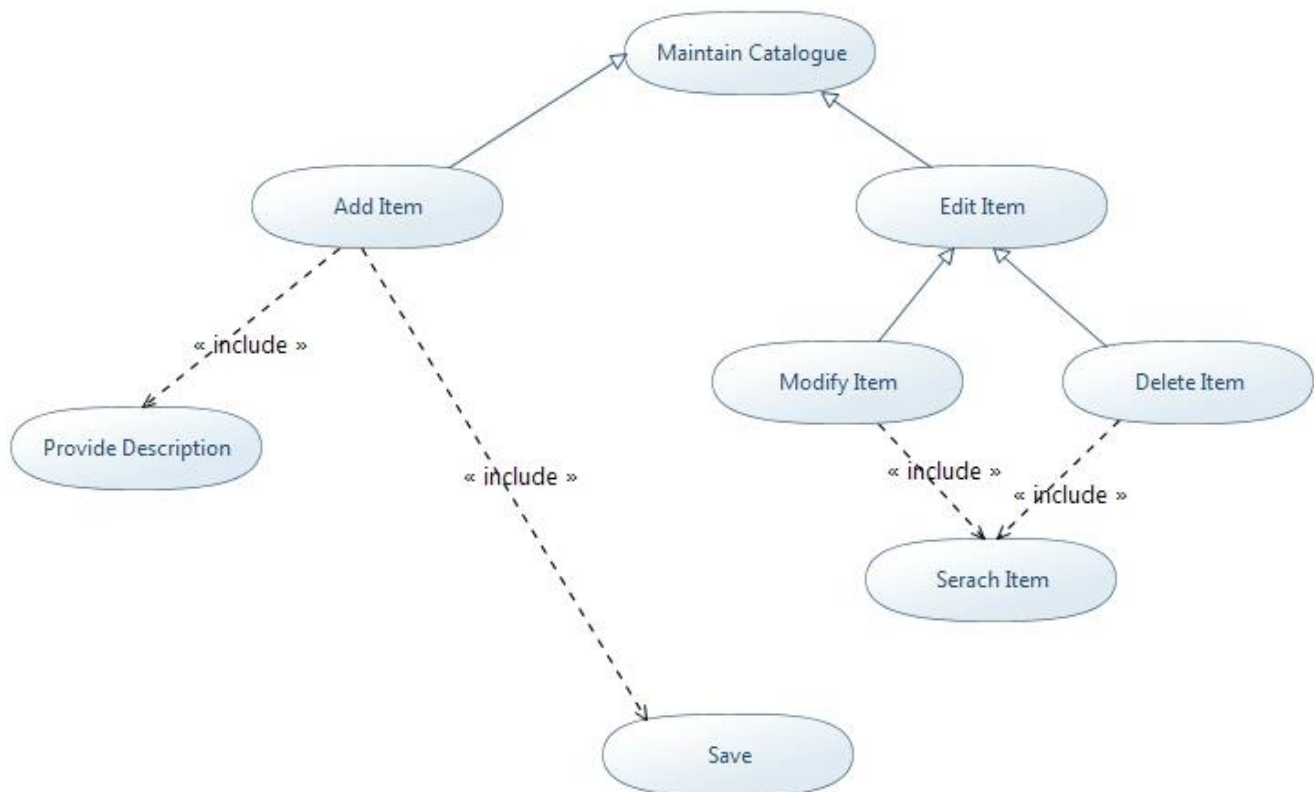 Maintain Catalogue
Add Item
Edit Item
« include »
Modify Item
Delete Item
Provide Description
« include »
« include »
« include »
Serach Item
Save